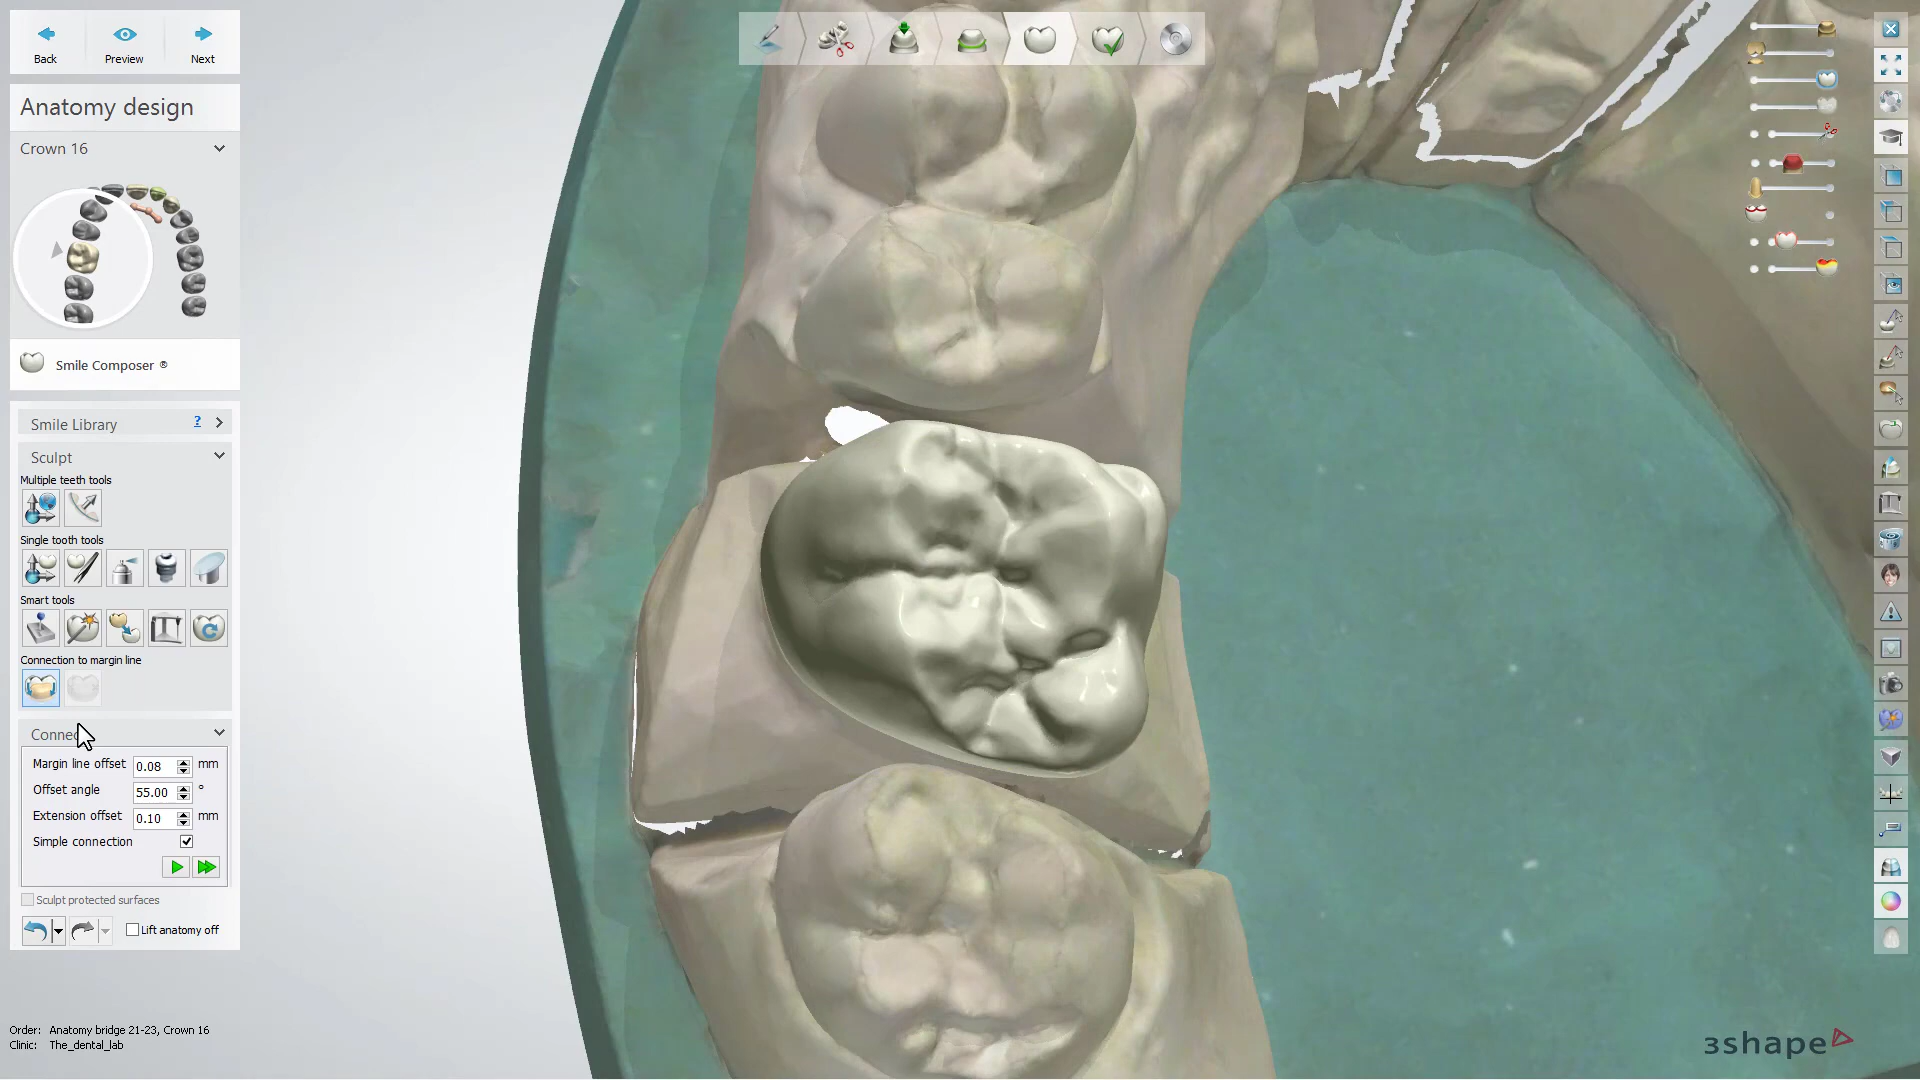 Back
Preview
Next
Anatomy design
Crown 16
Smile Composer ®
Smile Library
?
Sculpt
Multiple teeth tools
Single tooth tools
Smart tools
Connection to margin line
Connec
Margin line offset 0.08 mm
Offset angle 55.00 °
Extension offset 0.10 mm
Simple connection
Sculpt protected surfaces
Lift anatomy off
Order: Anatomy bridge 21-23, Crown 16
Clinic: The_dental_lab
3shape